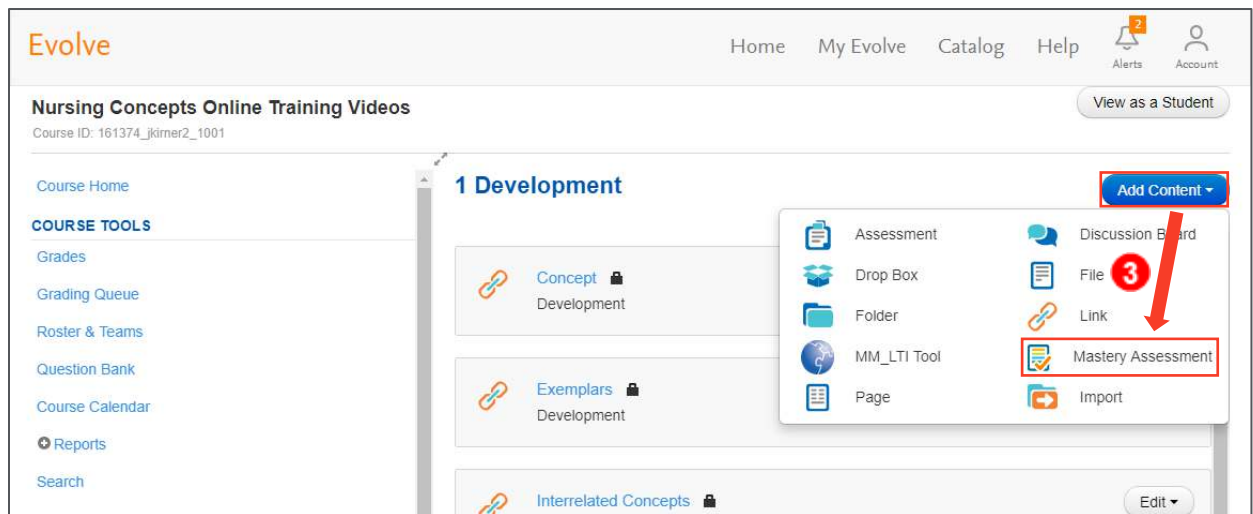 Evolve
Home My Evolve Catalog Help
2
Alerts Account
Nursing Concepts Online Training Videos
View as a Student
Course ID: 161374_jkirner2_1001
Course Home
COURSE TOOLS
Grades
Grading Queue
Roster & Teams
Question Bank
Course Calendar
Reports
Search
1 Development
Add Content
Assessment Discussion Board
Drop Box File
3
Folder Link
MM_LTI Tool Mastery Assessment
Page Import
Concept
Development
Exemplars
Development
Interrelated Concepts
Edit